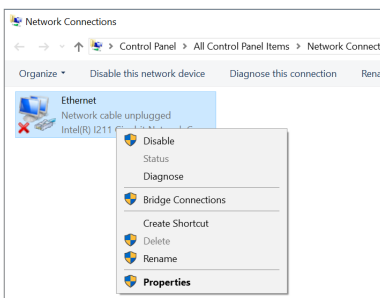 Network Connections
Control Panel > All Control Panel Items > Network Connect
Organize Disable this network device Diagnose this connection Rena
Ethernet
Network cable unplugged
Intel(R) I211 Gigabit Network C
Disable
Status
Diagnose
Bridge Connections
Create Shortcut
Delete
Rename
Properties